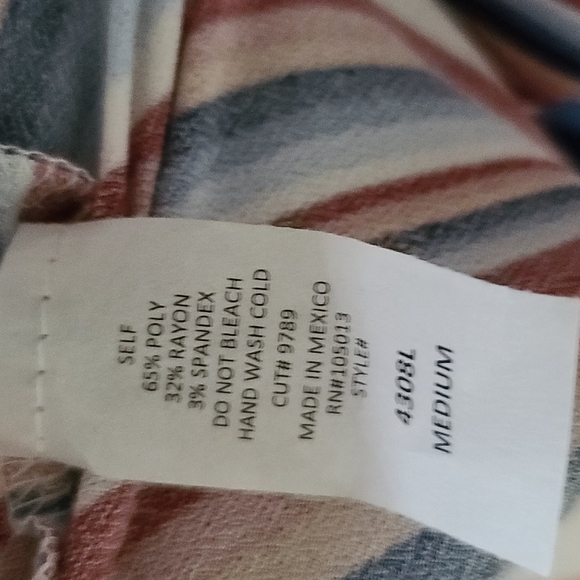 SELF
65% POLY
32% RAYON
3% SPANDEX
DO NOT BLEACH
HAND WASH COLD
CUT# 9789
MADE IN MEXICO
RN#105013
STYLE#
4308L
MEDIUM